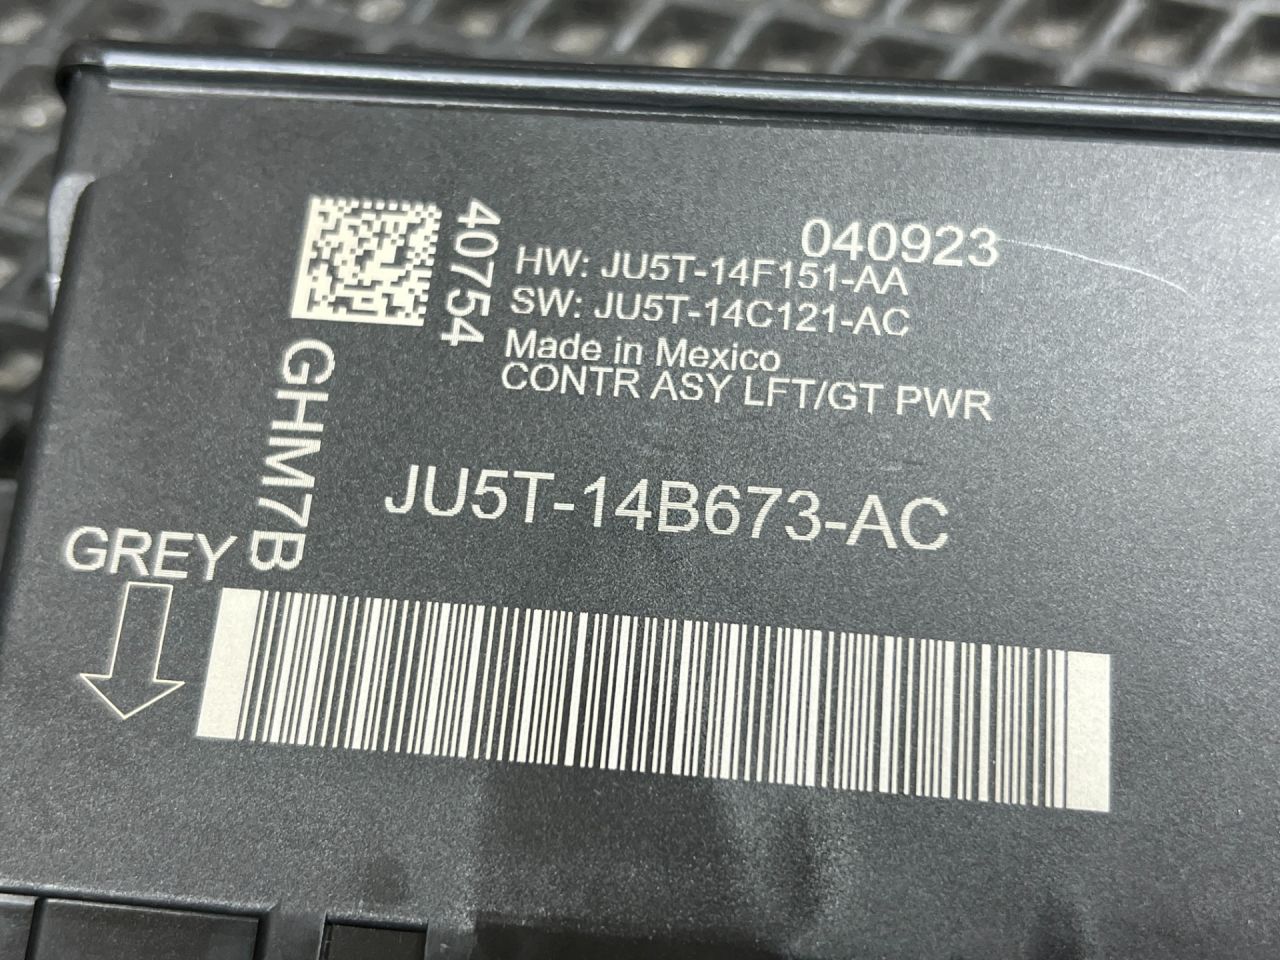 040923
HW: JU5T-14F151-AA
SW: JU5T-14C121-AC
Made in Mexico
CONTR ASY LFT/GT PWR
40754
GHM7B
JU5T-14B673-AC
GREY